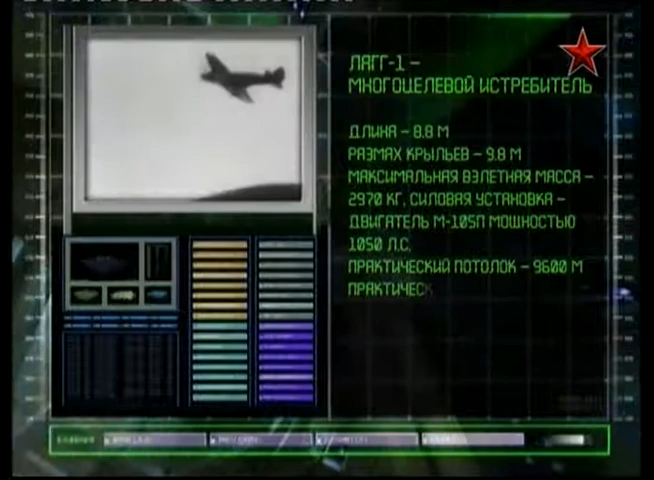 ЛАГГ-1 –
МНОГОЦЕЛЕВОЙ ИСТРЕБИТЕЛЬ
ДЛИНА – 8.8 М
РАЗМАХ КРЫЛЬЕВ – 9.8 М
МАКСИМАЛЬНАЯ ВЗЛЕТНАЯ МАССА –
2970 КГ, СИЛОВАЯ УСТАНОВКА –
ДВИГАТЕЛЬ М-105П МОЩНОСТЬЮ
1050 Л.С.
ПРАКТИЧЕСКИЙ ПОТОЛОК – 9600 М
ПРАКТИЧЕСК